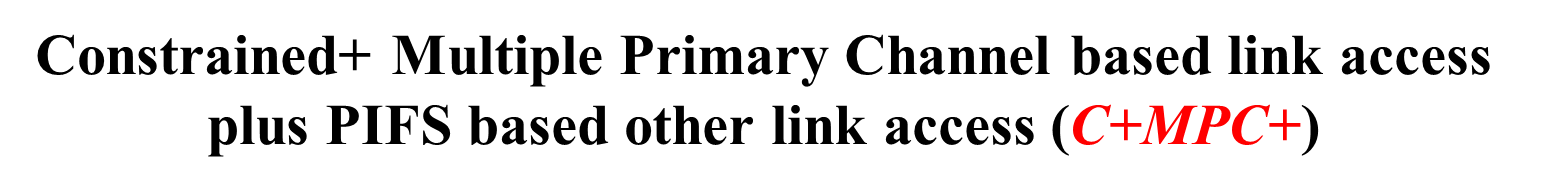 Constrained+ Multiple Primary Channel based link access
plus PIFS based other link access (C+MPC+)